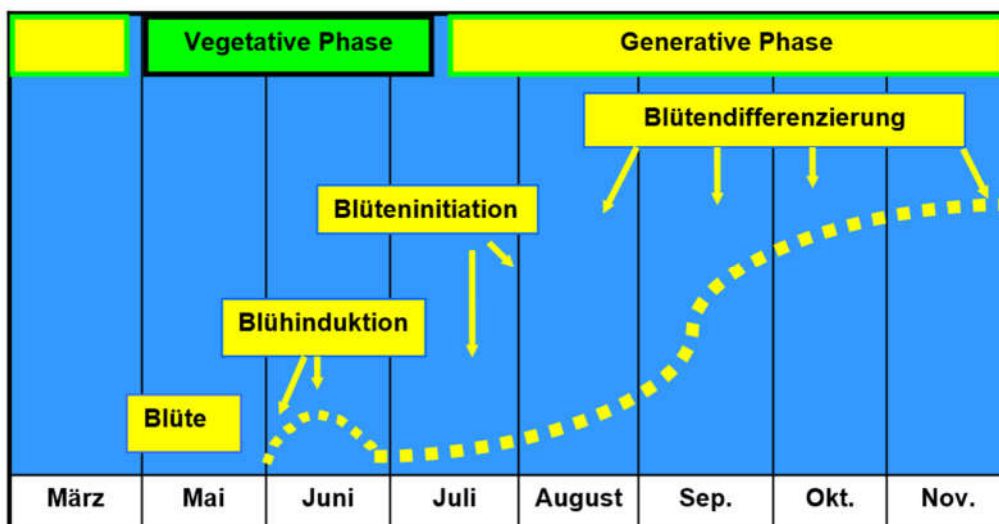 Vegetative Phase
Generative Phase
Blütendifferenzierung
Blüteninitiation
Blühinduktion
Blüte
März Mai Juni Juli August Sep. Okt. Nov.